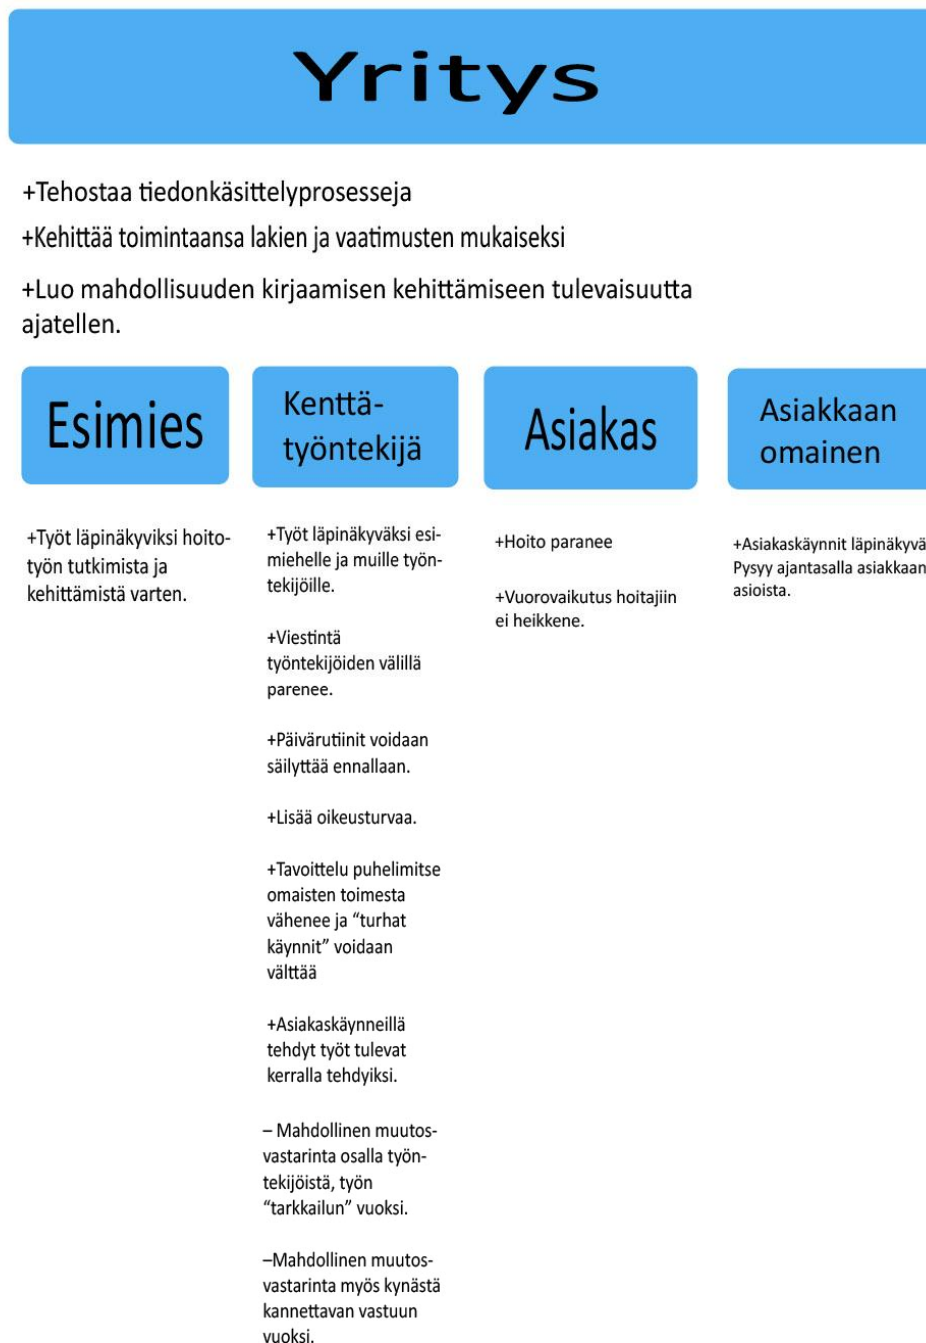 Yritys
+Tehostaa tiedonkäsittelyprosesseja
+Kehittää toimintaansa lakien ja vaatimusten mukaiseksi
+Luo mahdollisuuden kirjaamisen kehittämiseen tulevaisuutta
ajatellen.
Esimies
+Työt läpinäkyviksi hoito-
työn tutkimista ja
kehittämistä varten.
Kenttä-
työntekijä
+Työt läpinäkyväksi esi-
miehelle ja muille työn-
tekijöille.
+Viestintä
työntekijöiden välillä
parenee.
+Päivärutiinit voidaan
säilyttää ennallaan.
+Lisää oikeusturvaa.
+Tavoittelu puhelimitse
omaisten toimesta
vähenee ja “turhat
käynnit” voidaan
välttää
+Asiakaskäynneillä
tehdyt työt tulevat
kerralla tehdyiksi.
– Mahdollinen muutos-
vastarinta osalla työn-
tekijöistä, työn
“tarkkailun” vuoksi.
–Mahdollinen muutos-
vastarinta myös kynästä
kannettavan vastuun
vuoksi.
Asiakas
+Hoito paranee
+Vuorovaikutus hoitajiin
ei heikkene.
Asiakkaan
omainen
+Asiakaskäynnit läpinäkyvä
Pysyy ajantasalla asiakkaan
asioista.